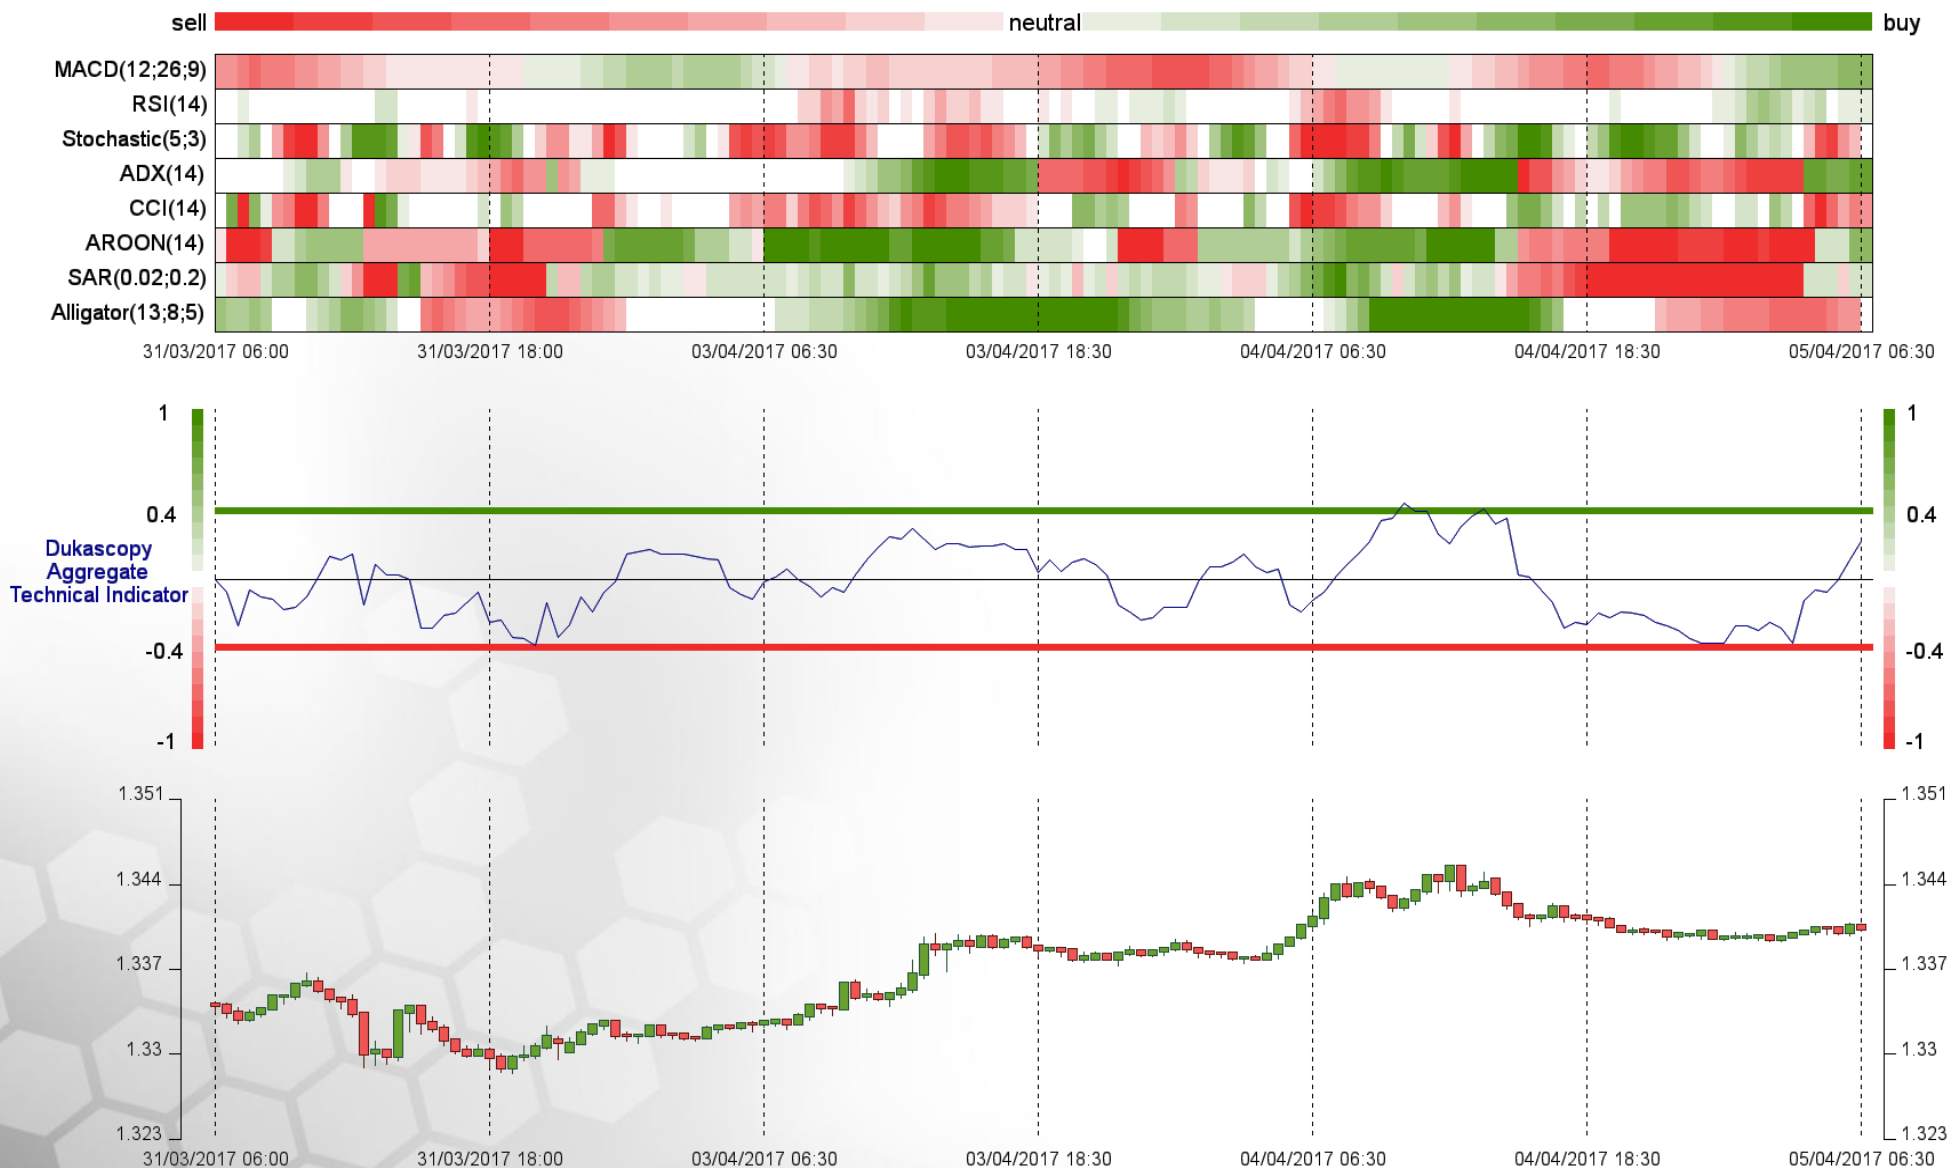 sell neutral buy
MACD(12;26;9)
RSI(14)
Stochastic(5;3)
ADX(14)
CCI(14)
AROON(14)
SAR(0.02;0.2)
Alligator(13;8;5)
31/03/2017 06:00 31/03/2017 18:00 03/04/2017 06:30 03/04/2017 18:30 04/04/2017 06:30 04/04/2017 18:30 05/04/2017 06:30
1 1
0.4 0.4
Dukascopy
Aggregate
Technical Indicator
-0.4 -0.4
-1 -1
1.351 1.351
1.344 1.344
1.337 1.337
1.33 1.33
1.323 1.323
31/03/2017 06:00 31/03/2017 18:00 03/04/2017 06:30 03/04/2017 18:30 04/04/2017 06:30 04/04/2017 18:30 05/04/2017 06:30